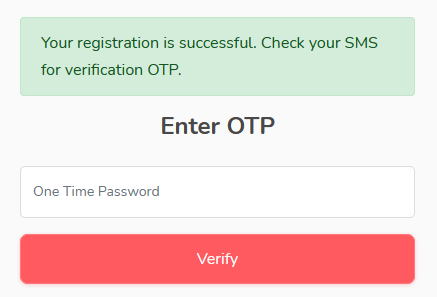 Your registration is successful. Check your SMS
for verification OTP.
Enter OTP
One Time Password
Verify